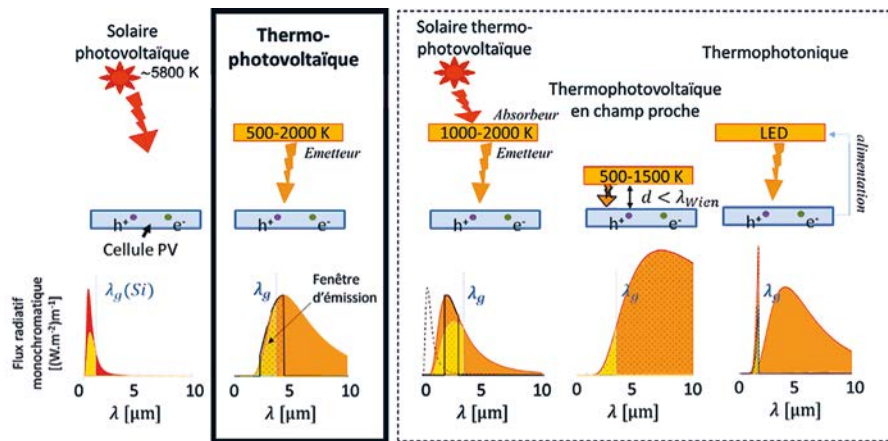 Solaire
photovoltaïque
~5800 K
h+
e-
Cellule PV
Flux radiatif
monochromatique
[(W.m-2)m-1]
λg(Si)
0
5
10
λ [µm]
Thermo-
photovoltaïque
500-2000 K
Emetteur
h+
e-
λg
Fenêtre
d'émission
0
5
10
λ [µm]
Solaire thermo-
photovoltaïque
Absorbeur
1000-2000 K
Emetteur
h+
e-
λg
0
5
10
λ [µm]
Thermophotovoltaïque
en champ proche
500-1500 K
d < λWien
h+
e-
λg
0
5
10
λ [µm]
Thermophotonique
LED
alimentation
h+
e-
λg
0
5
10
λ [µm]